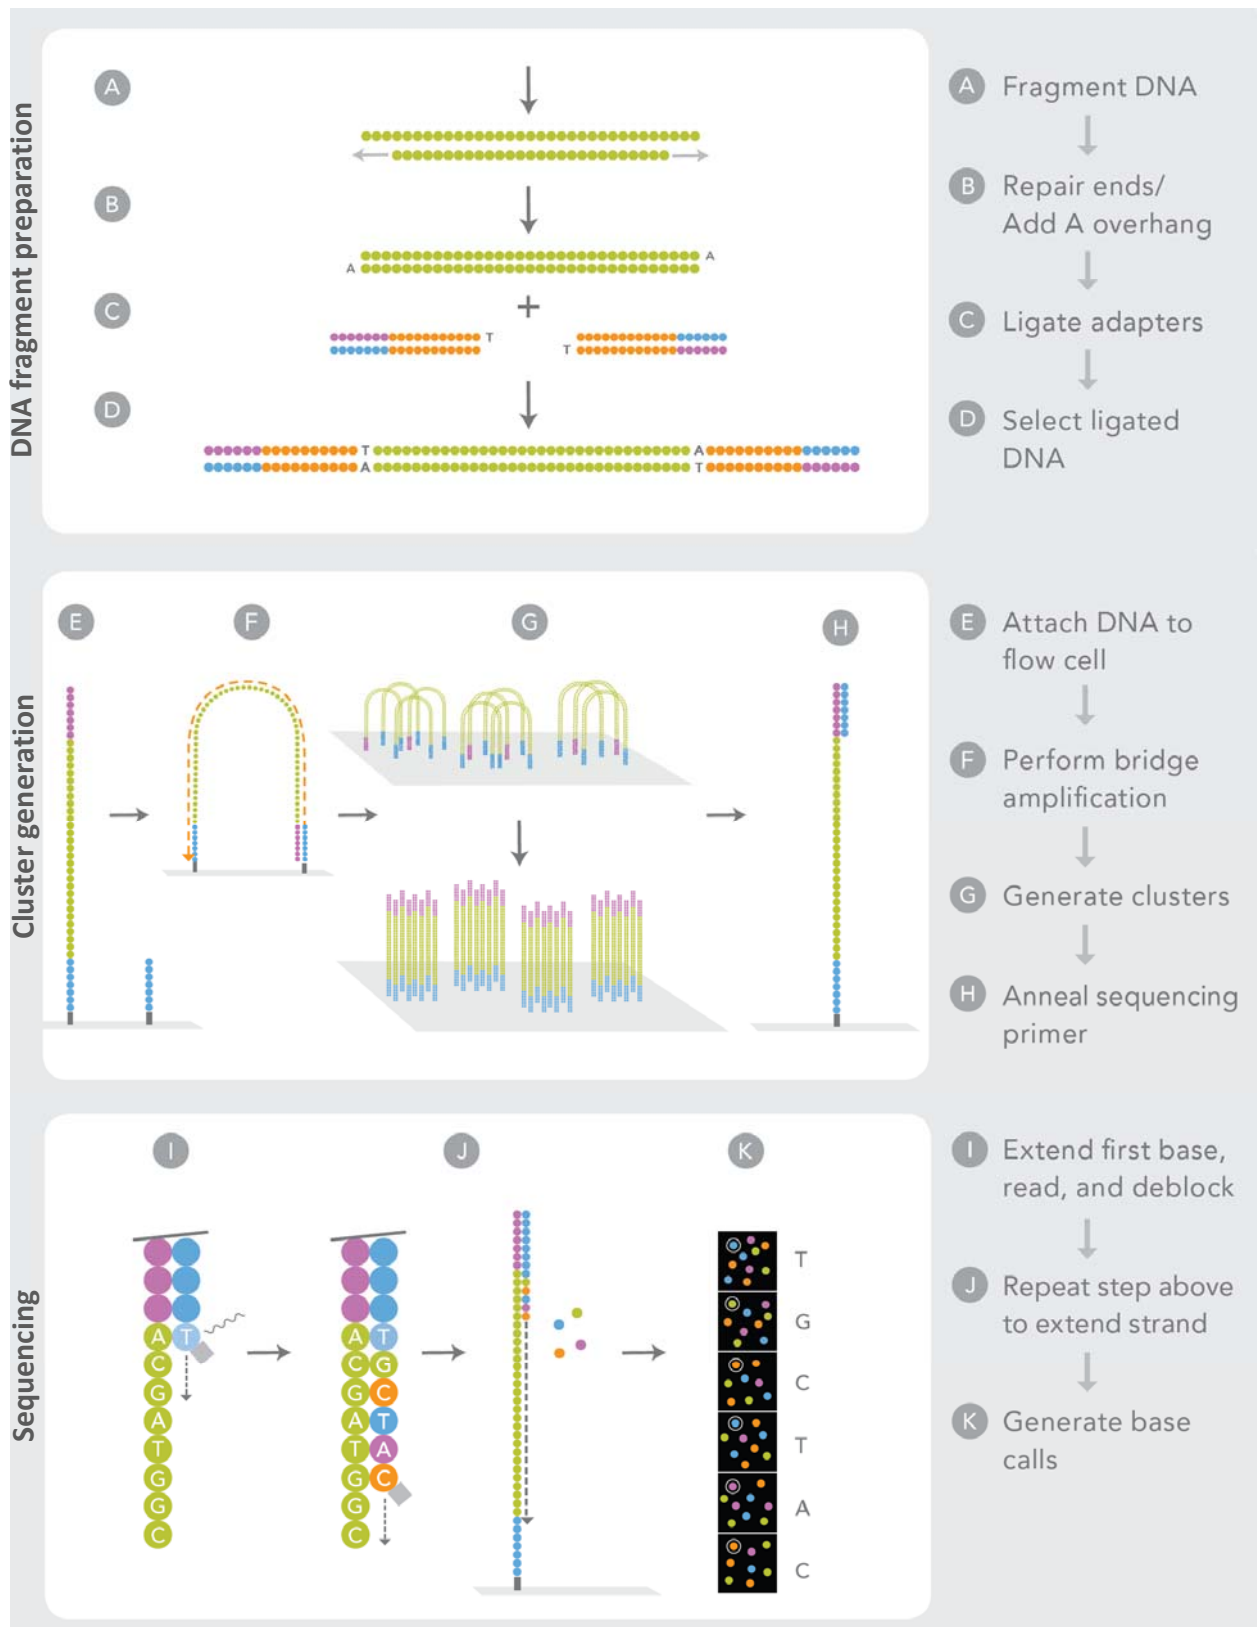 DNA fragment preparation
A
B
A
A
C
+
T
T
D
T
A
A
T
A Fragment DNA
B Repair ends/
Add A overhang
C Ligate adapters
D Select ligated
DNA
Cluster generation
E
F
G
H
E Attach DNA to
flow cell
F Perform bridge
amplification
G Generate clusters
H Anneal sequencing
primer
Sequencing
I
A T
C
G
A
T
G
G
C
J
A T
C G
G C
A T
T A
G C
G
C
K
T
G
C
T
A
C
I Extend first base,
read, and deblock
J Repeat step above
to extend strand
K Generate base
calls